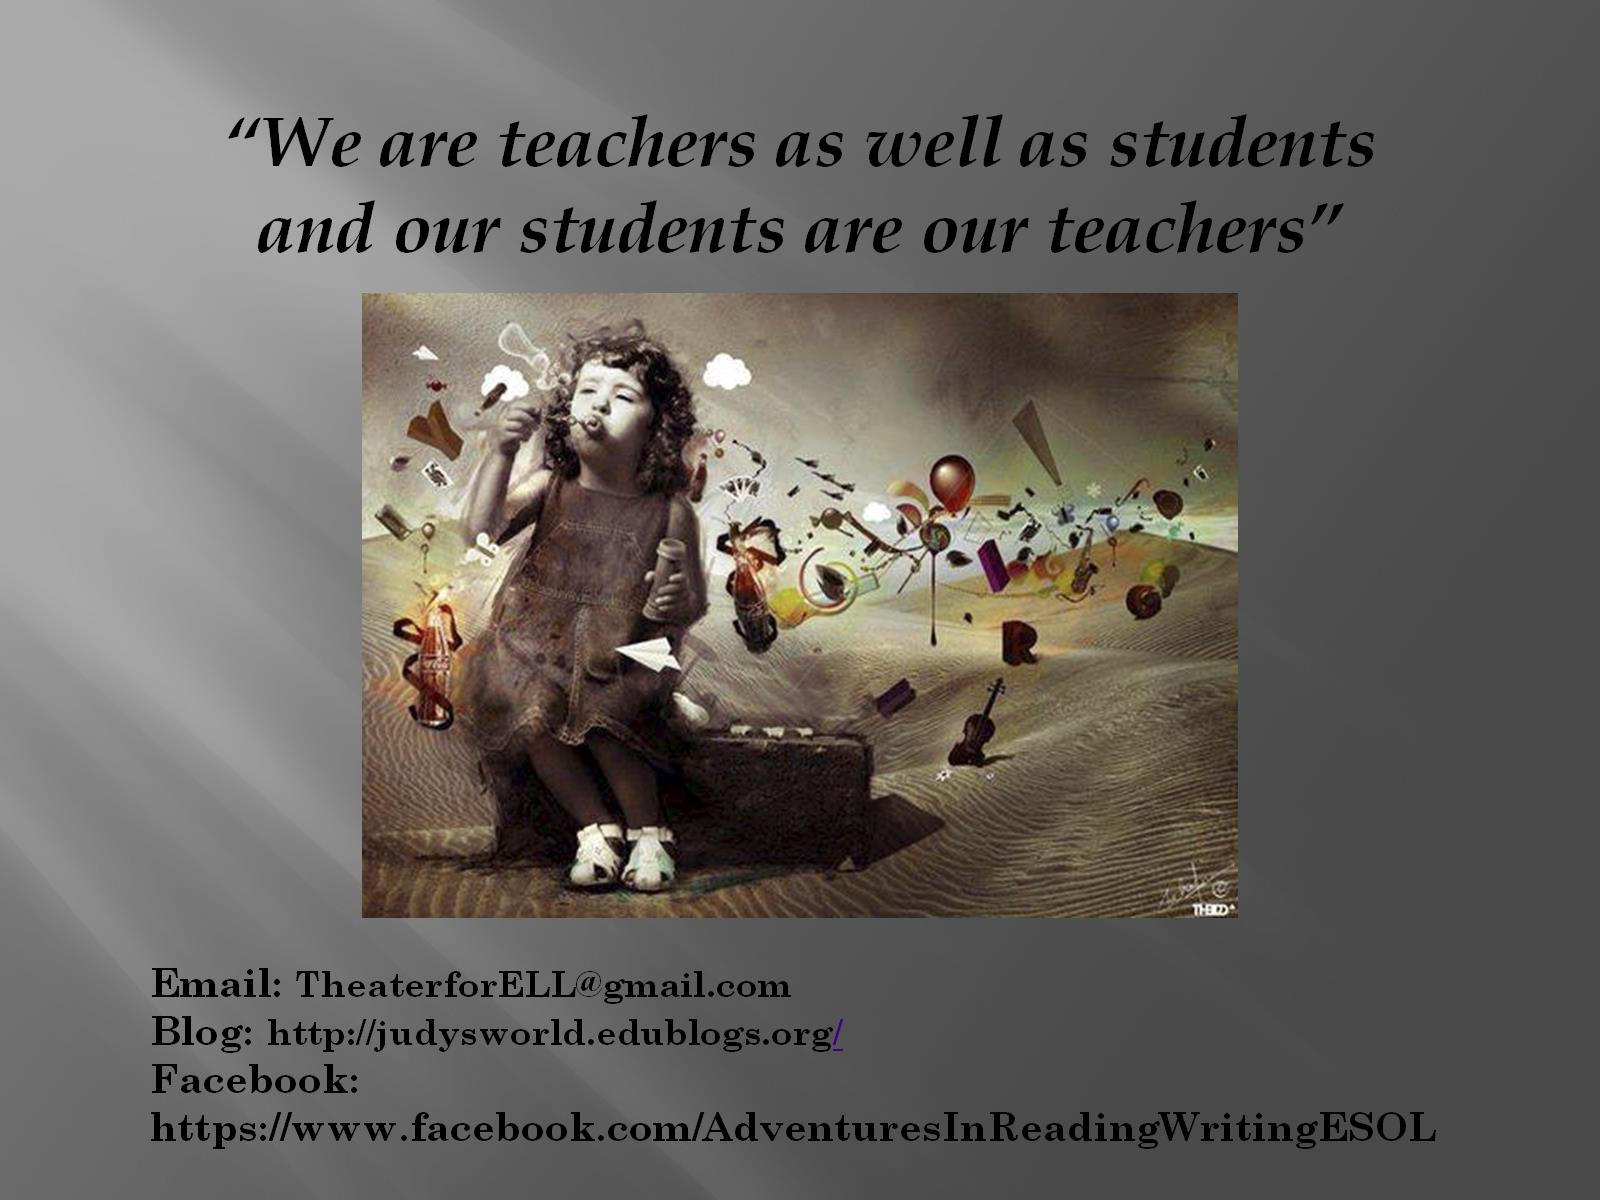 “We are teachers as well as students
and our students are our teachers”
R
Email: TheaterforELL@gmail.com
Blog: http://judysworld.edublogs.org/
Facebook:
https://www.facebook.com/AdventuresInReadingWritingESOL